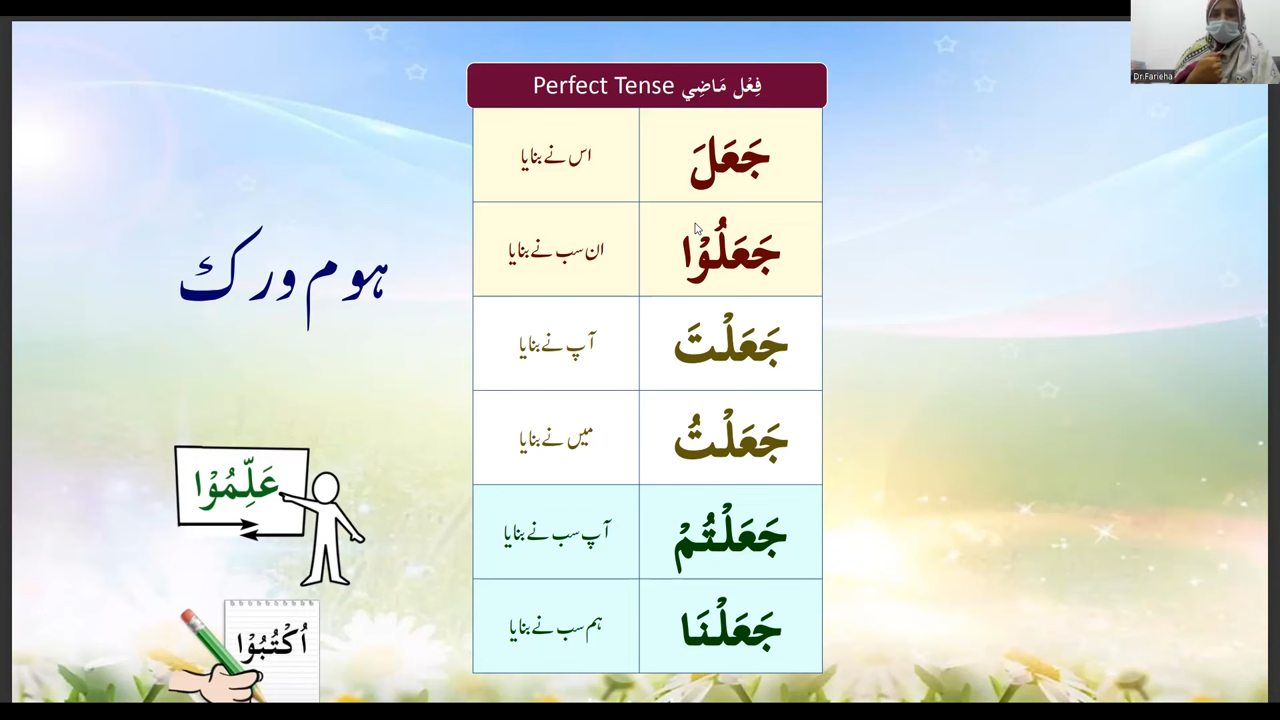 Dr.Farieha
فِعْل مَاضِي Perfect Tense
جَعَلَ اس نے بنایا
جَعَلُوْا ان سب نے بنایا
جَعَلْتَ آپ نے بنایا
جَعَلْتُ میں نے بنایا
جَعَلْتُمْ آپ سب نے بنایا
جَعَلْنَا ہم سب نے بنایا
ہوم ورک
عَلِّمُوْا
اُكْتُبُوْا